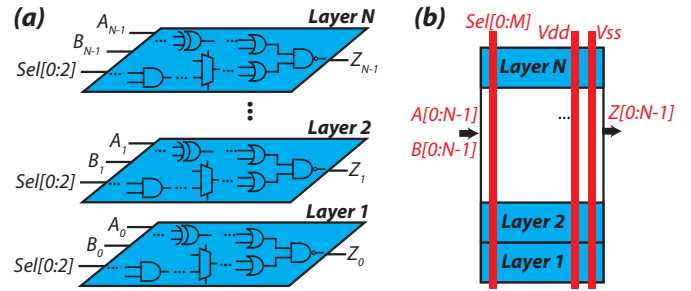 (a)
Layer N
A_{N-1}
B_{N-1}
Sel[0:2]
Z_{N-1}
Layer 2
A_1
B_1
Sel[0:2]
Z_1
Layer 1
A_0
B_0
Sel[0:2]
Z_0
(b)
Sel[0:M]
Vdd
Vss
Layer N
A[0:N-1]
B[0:N-1]
...
Z[0:N-1]
Layer 2
Layer 1